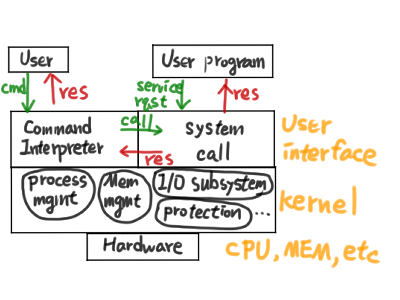 User
User program
cmd
res
service
rqst
res
Command
Interpreter
call
res
system
call
User
interface
process
mgmt
Mem
mgmt
I/O Subsystem
protection ...
kernel
Hardware
CPU, MEM, etc